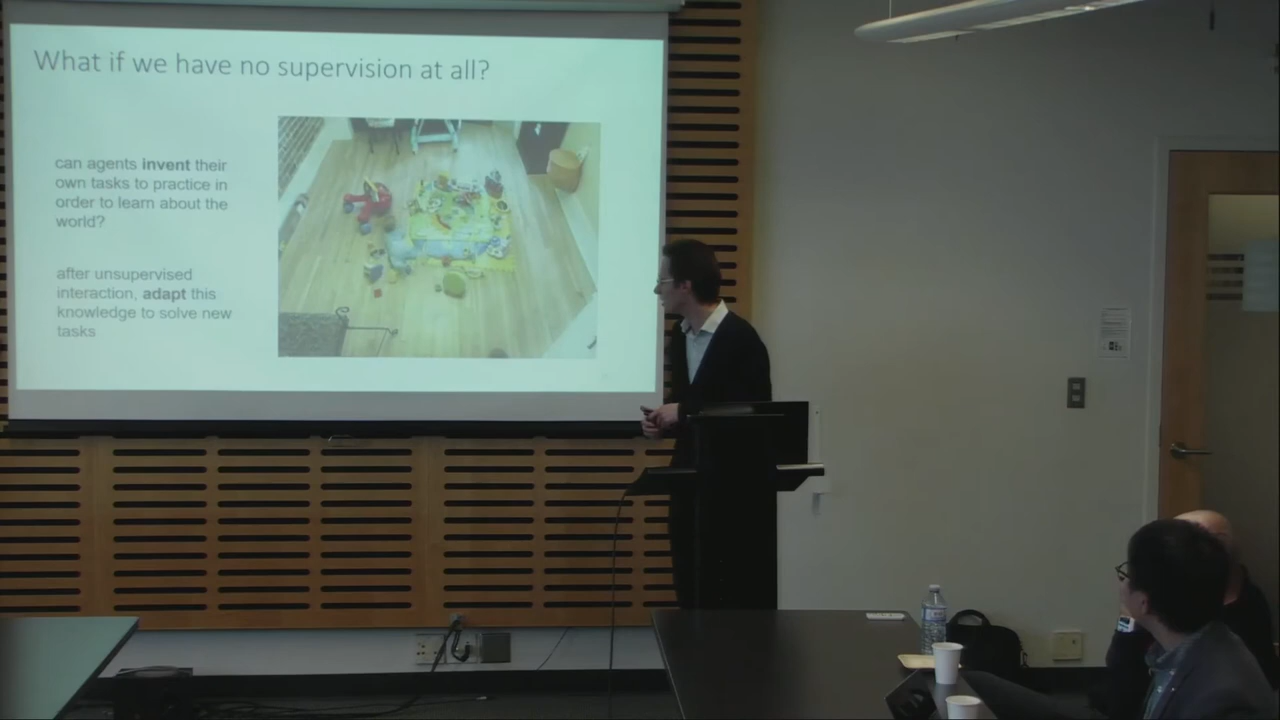 What if we have no supervision at all?
can agents invent their
own tasks to practice in
order to learn about the
world?
after unsupervised
interaction, adapt this
knowledge to solve new
tasks